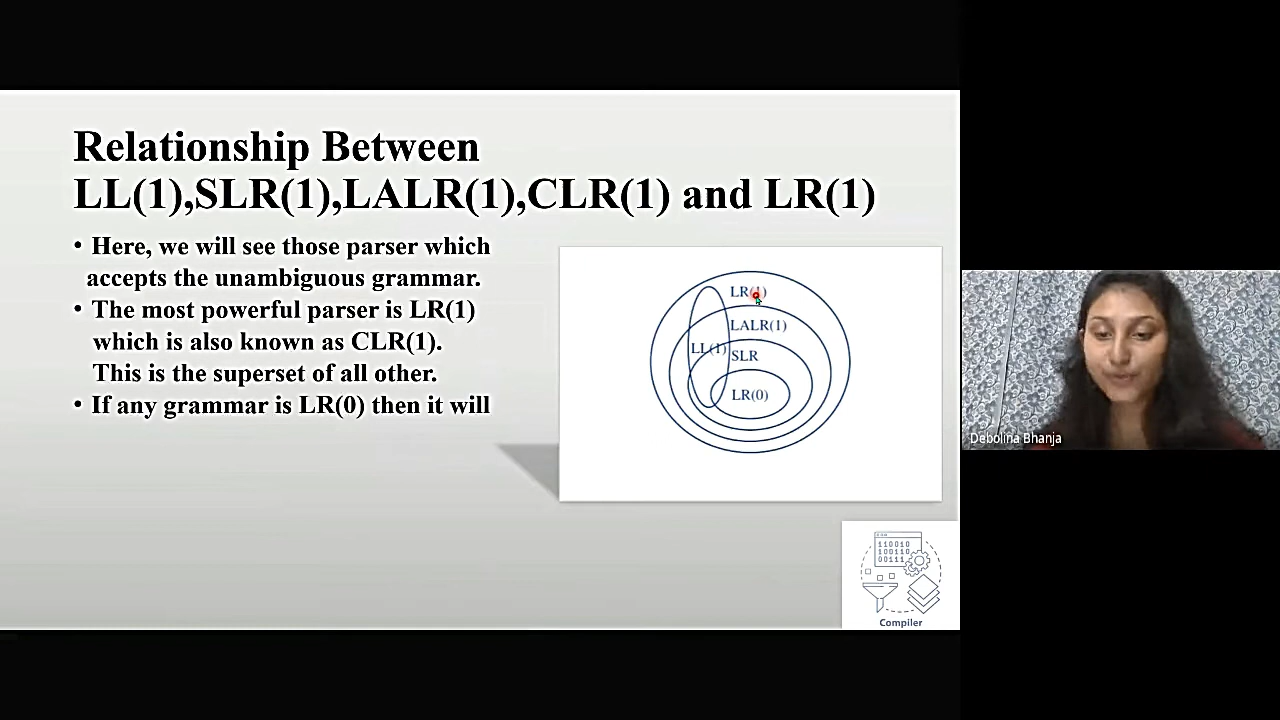 Relationship Between
LL(1),SLR(1),LALR(1),CLR(1) and LR(1)
• Here, we will see those parser which
accepts the unambiguous grammar.
• The most powerful parser is LR(1)
which is also known as CLR(1).
This is the superset of all other.
• If any grammar is LR(0) then it will
LR(1)
LALR(1)
LL(1)
SLR
LR(0)
110010
100110
00111
Compiler
Debolina Bhanja